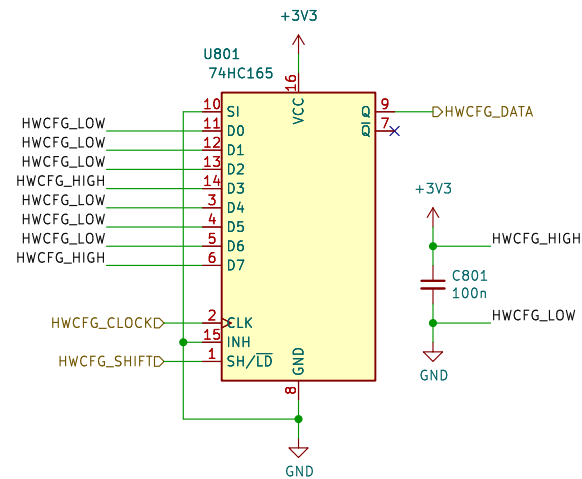 +3V3
U801
74HC165
16
VCC
10 SI Q 9 HWCFG_DATA
HWCFG_LOW 11 D0 Q 7
HWCFG_LOW 12 D1
HWCFG_LOW 13 D2
HWCFG_HIGH 14 D3
HWCFG_LOW 3 D4
HWCFG_LOW 4 D5
HWCFG_LOW 5 D6
HWCFG_HIGH 6 D7
HWCFG_CLOCK 2 CLK
15 INH
HWCFG_SHIFT 1 SH/LD
GND
8
GND
+3V3
HWCFG_HIGH
C801
100n
HWCFG_LOW
GND